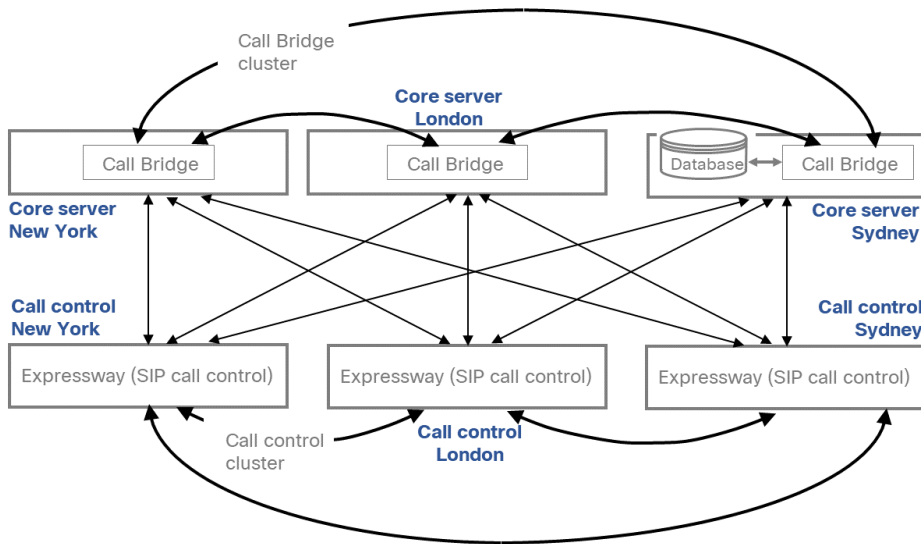 Call Bridge
cluster
Core server
London
Call Bridge
Call Bridge
Database
Call Bridge
Core server
New York
Core server
Sydney
Call control
New York
Call control
Sydney
Expressway (SIP call control)
Expressway (SIP call control)
Expressway (SIP call control)
Call control
cluster
Call control
London